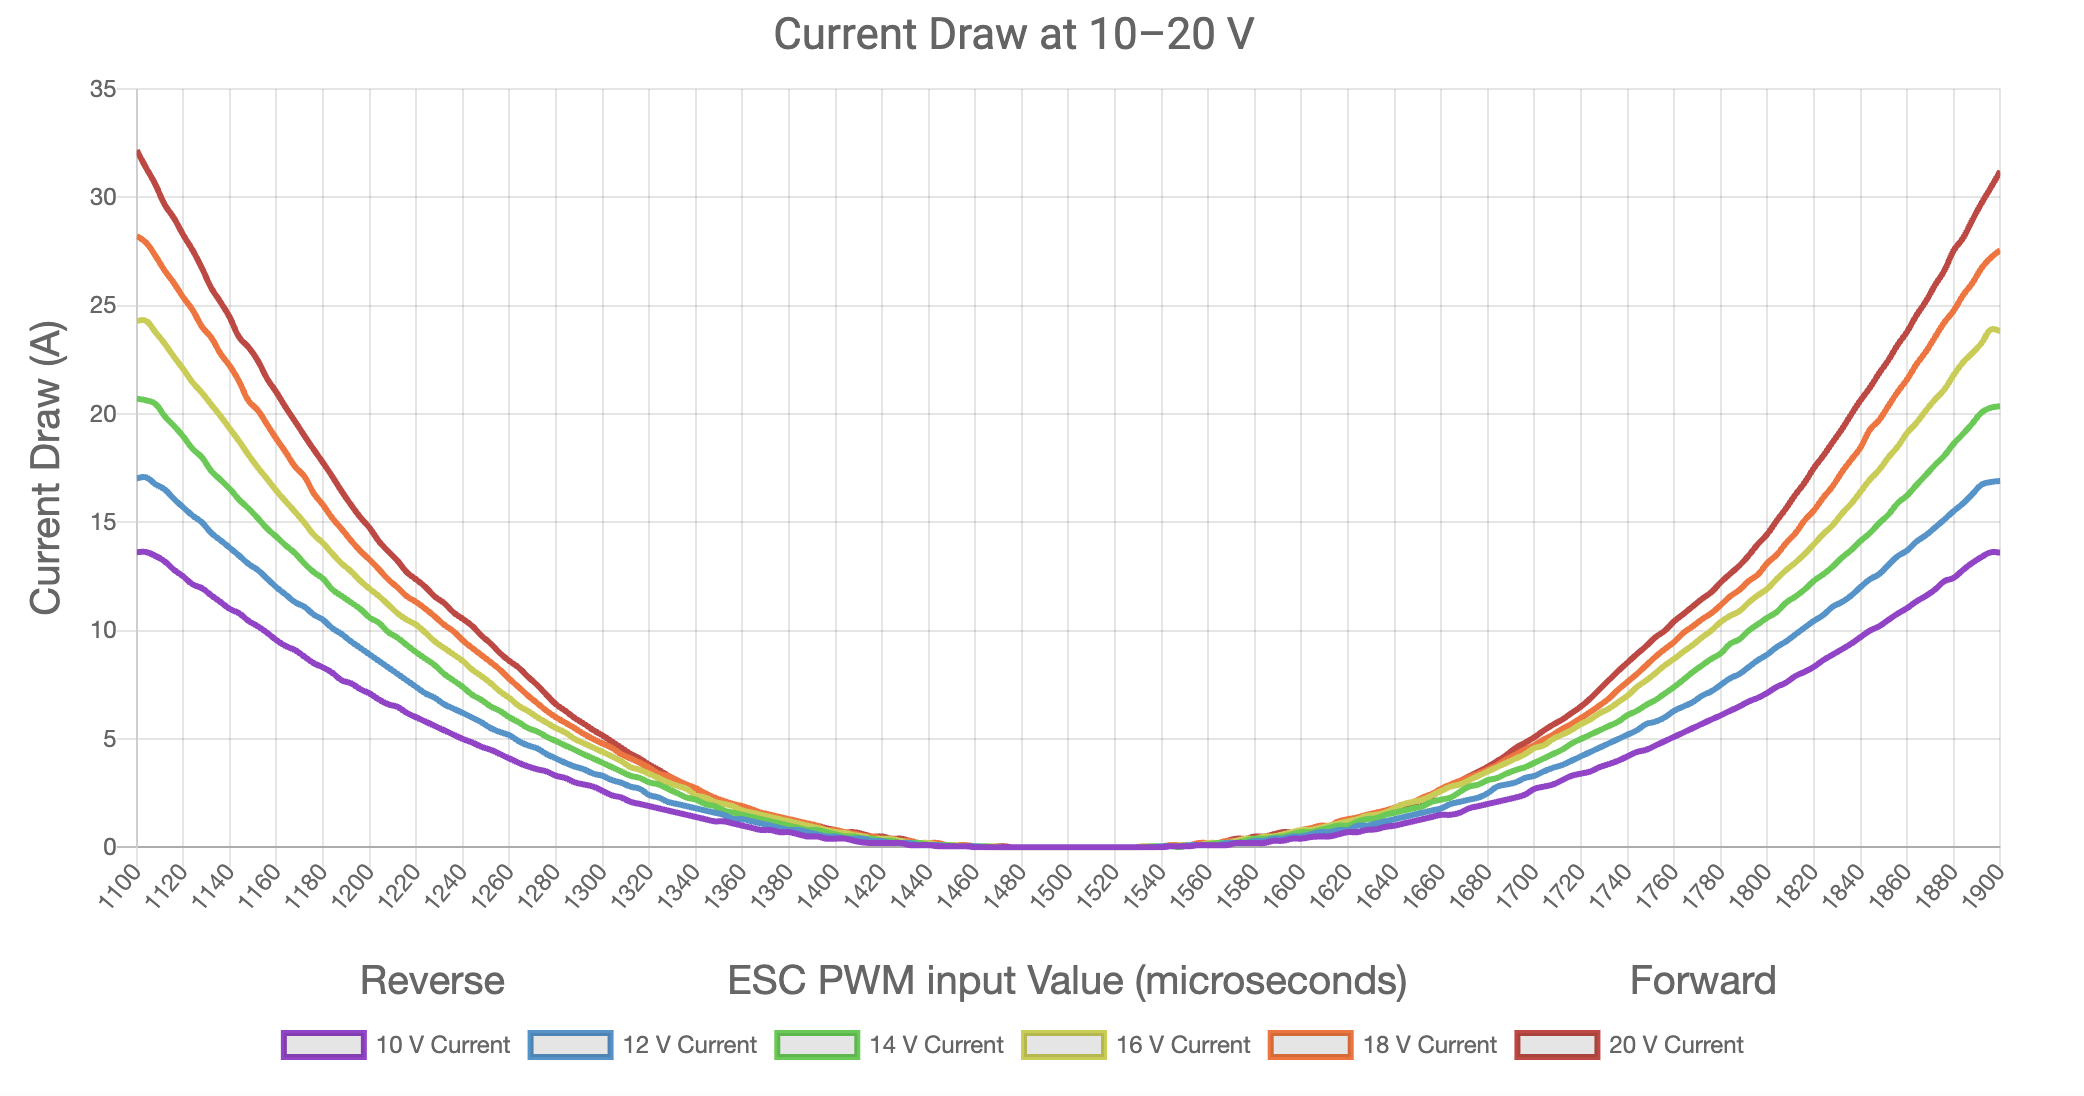 Current Draw at 10–20 V
Current Draw (A)
35
30
25
20
15
10
5
0
1100 1120 1140 1160 1180 1200 1220 1240 1260 1280 1300 1320 1340 1360 1380 1400 1420 1440 1460 1480 1500 1520 1540 1560 1580 1600 1620 1640 1660 1680 1700 1720 1740 1760 1780 1800 1820 1840 1860 1880 1900
Reverse ESC PWM input Value (microseconds) Forward
10 V Current 12 V Current 14 V Current 16 V Current 18 V Current 20 V Current